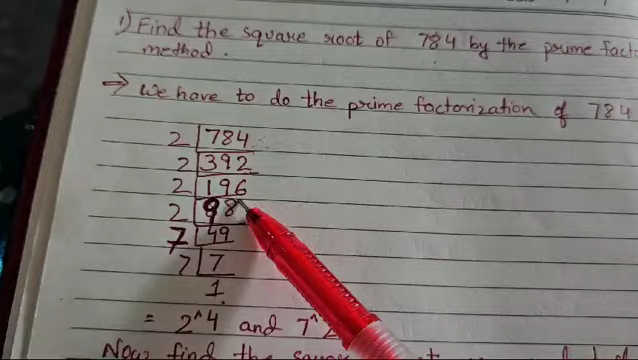 1) Find the square root of 784 by the prime facto
method.
→ We have to do the prime factorization of 784
2 784
2 392
2 196
2 98
7 49
7 7
1
= 2^4 and 7^2
Now find the square